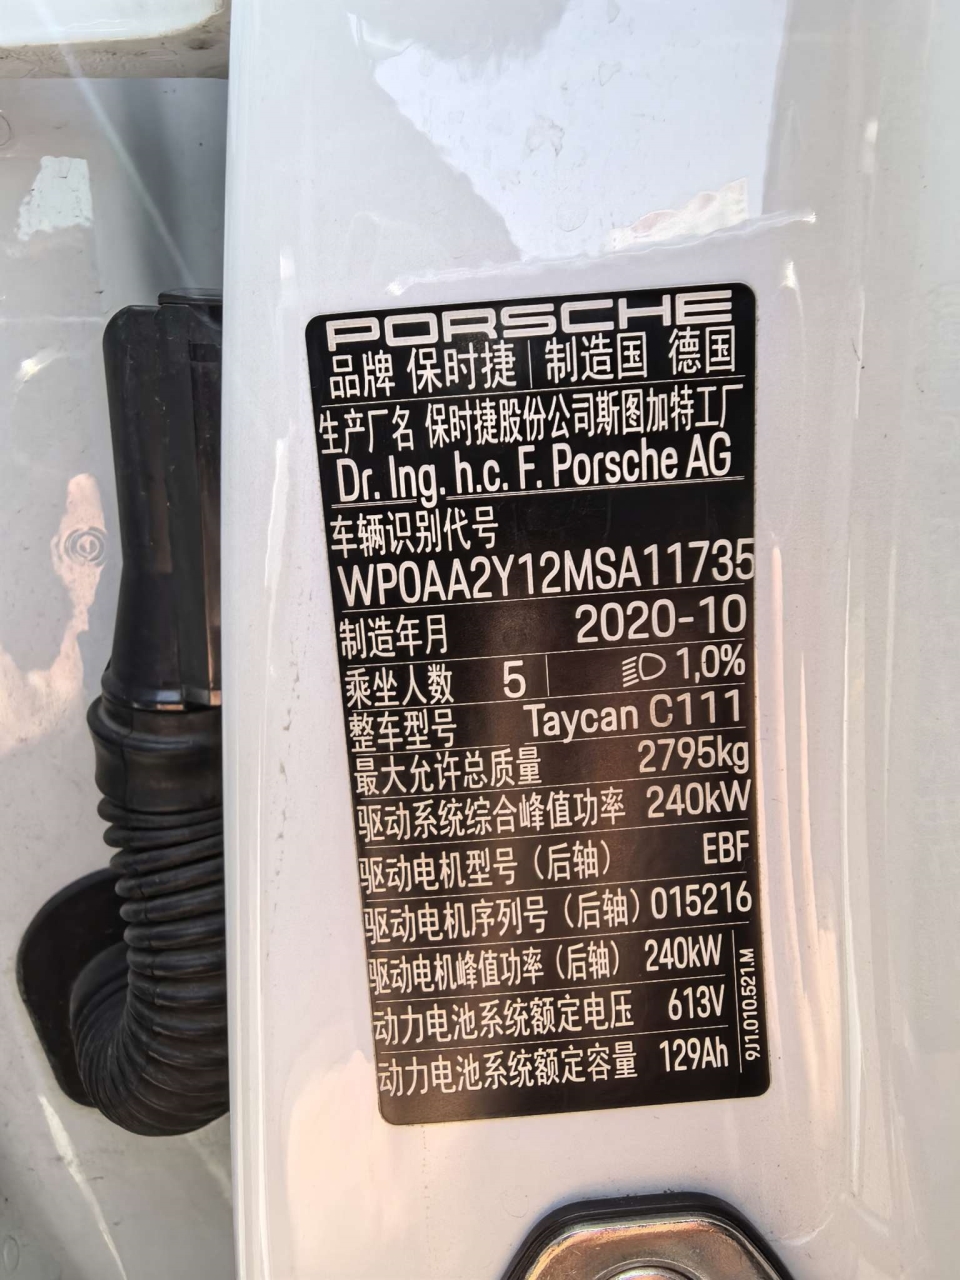 PORSCHE
品牌 保时捷 | 制造国 德国
生产厂名 保时捷股份公司斯图加特工厂
Dr. Ing. h.c. F. Porsche AG
车辆识别代号
WP0AA2Y12MSA11735
制造年月 2020-10
乘坐人数 5 | 1,0%
整车型号 Taycan C111
最大允许总质量 2795kg
驱动系统综合峰值功率 240kW
驱动电机型号（后轴） EBF
驱动电机序列号（后轴）015216
驱动电机峰值功率（后轴） 240kW
动力电池系统额定电压 613V
动力电池系统额定容量 129Ah
9J1.010.521.M